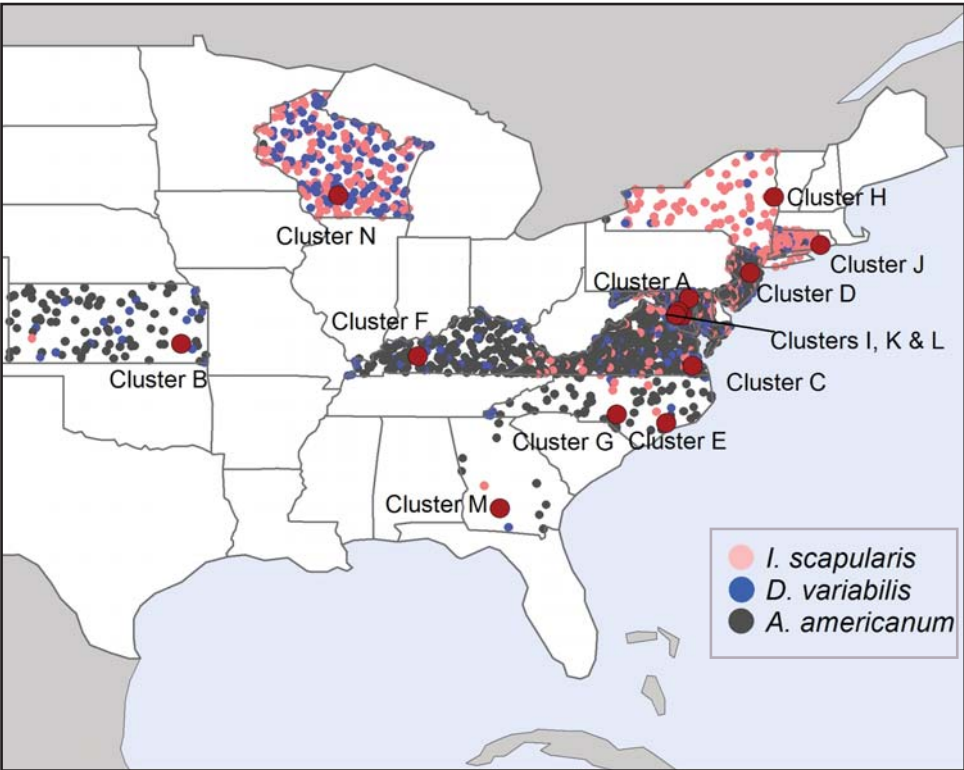 Cluster H
Cluster N
Cluster J
Cluster A
Cluster D
Cluster F
Clusters I, K & L
Cluster B
Cluster C
Cluster G
Cluster E
Cluster M
I. scapularis
D. variabilis
A. americanum